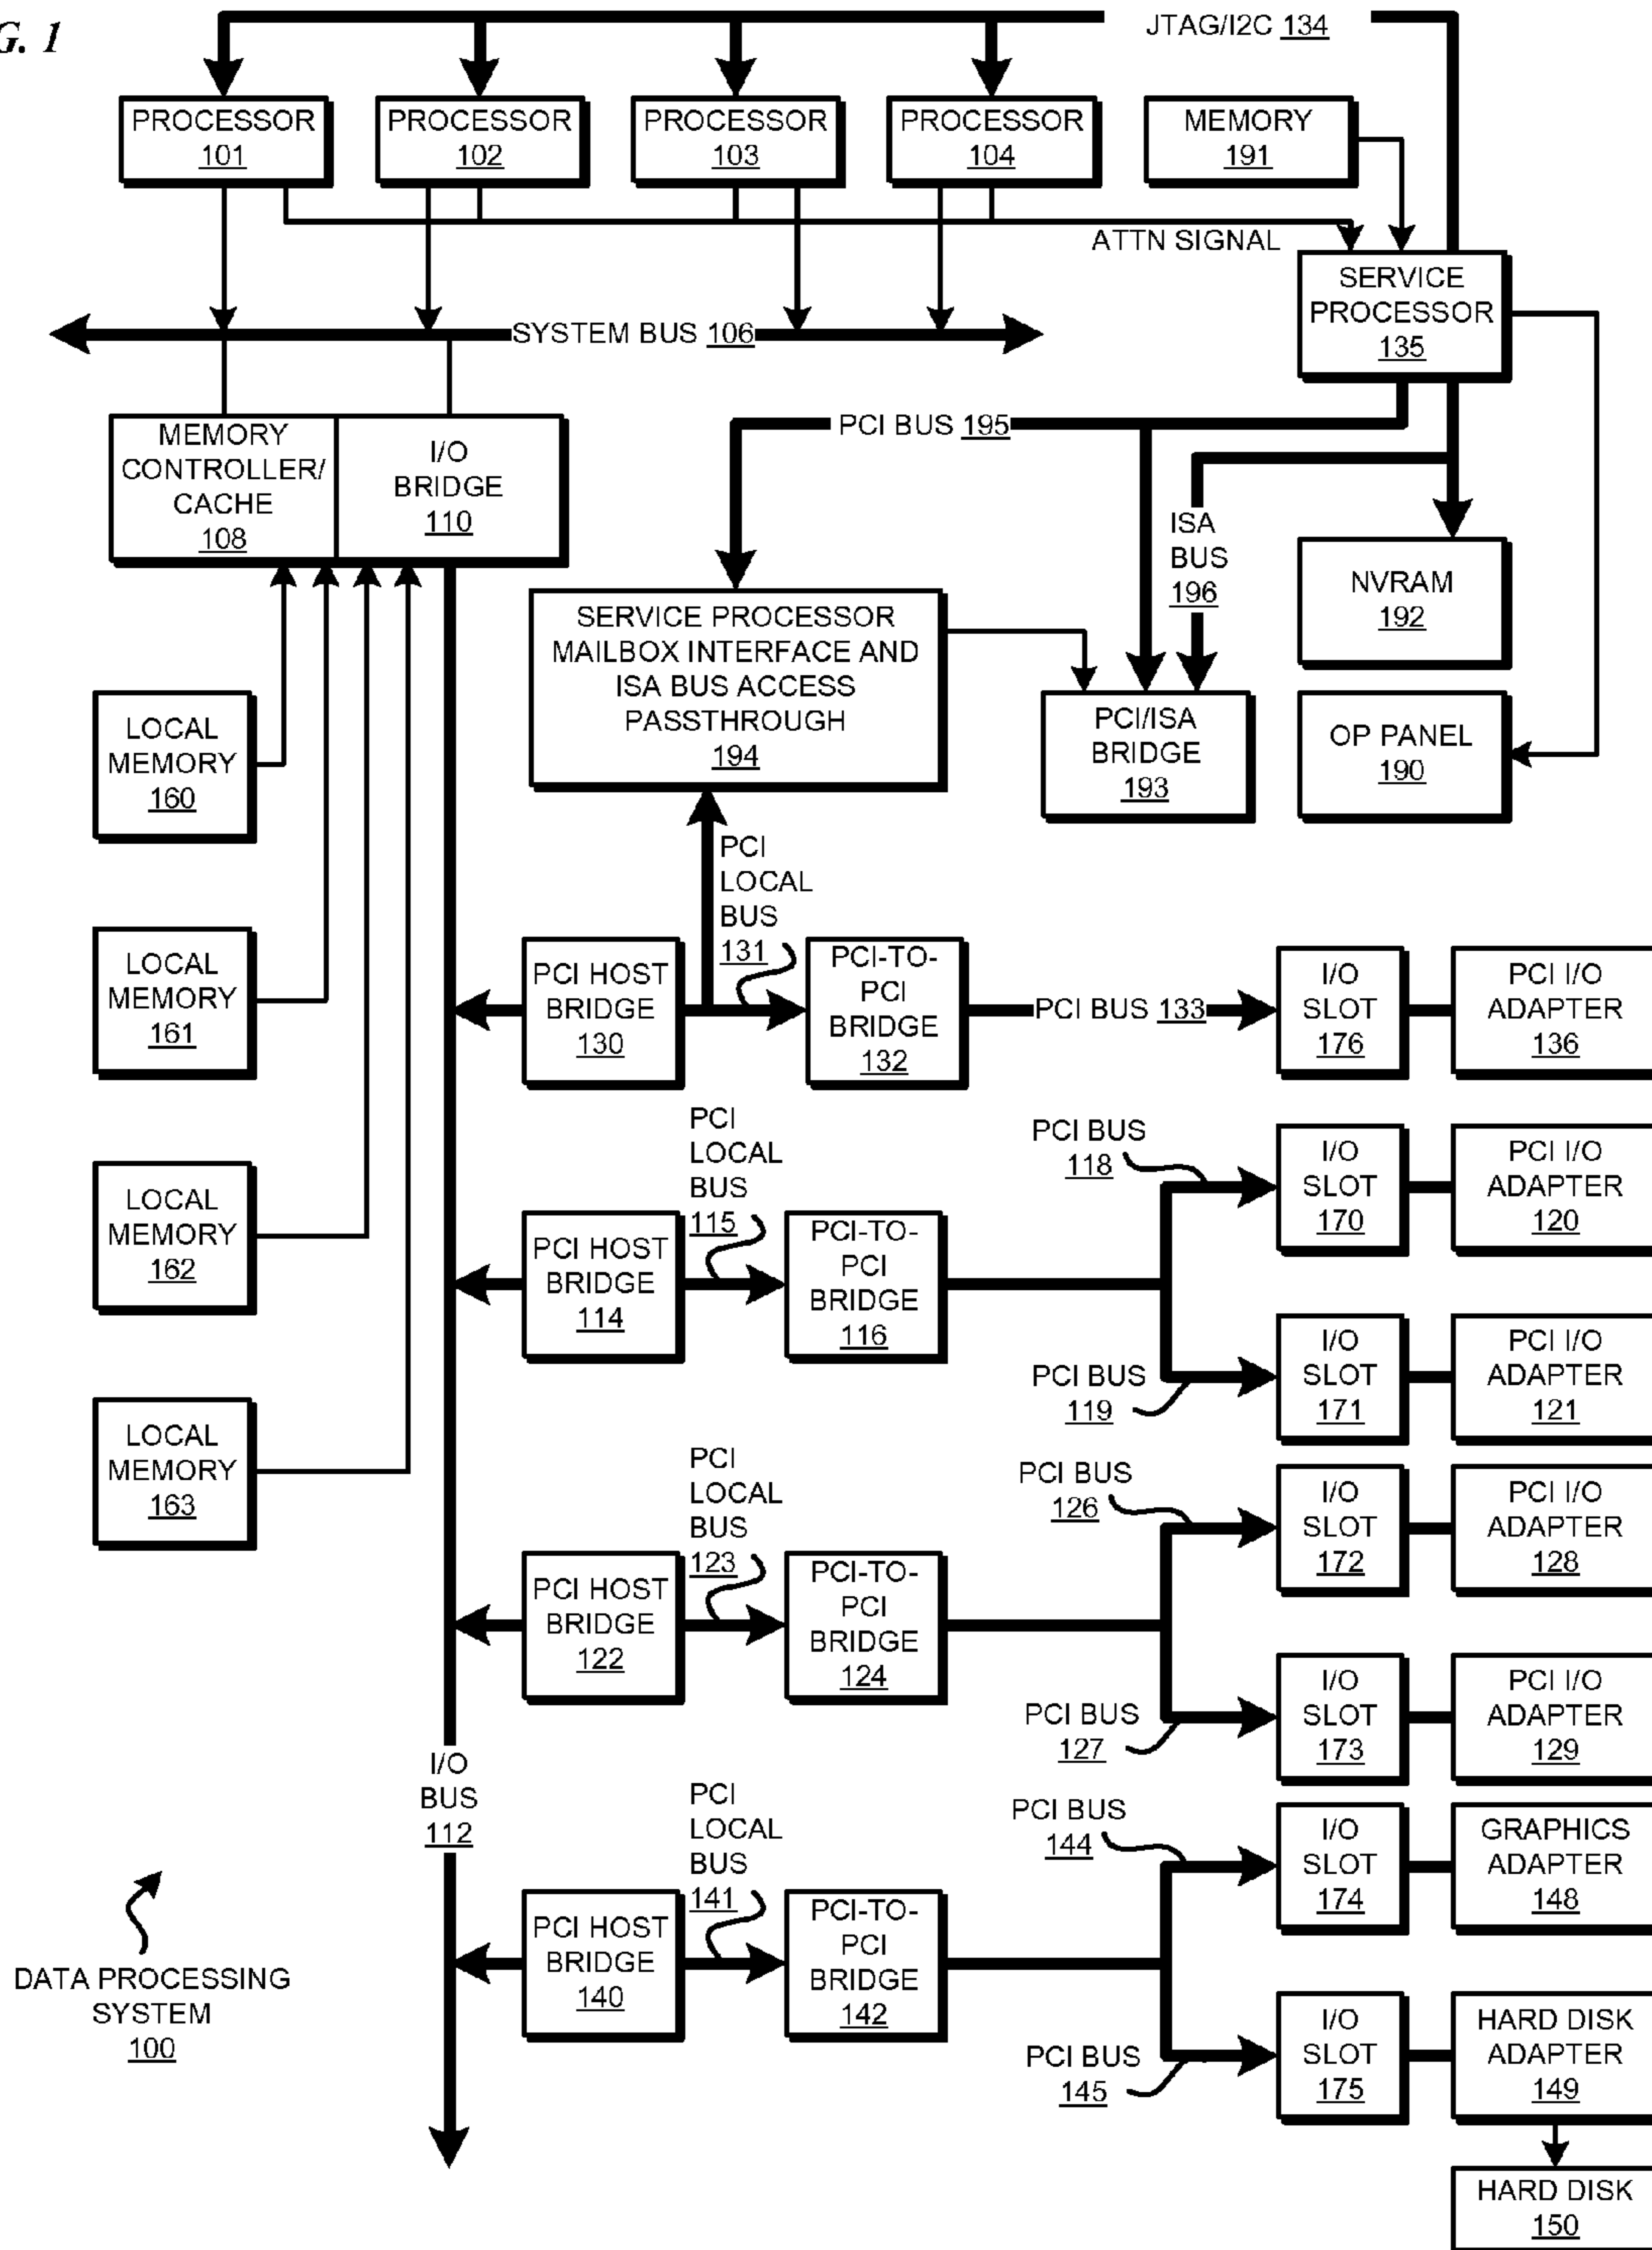 G. 1
JTAG/I2C 134
PROCESSOR
101
PROCESSOR
102
PROCESSOR
103
PROCESSOR
104
MEMORY
191
ATTN SIGNAL
SERVICE
PROCESSOR
135
SYSTEM BUS 106
MEMORY
CONTROLLER/
CACHE
108
I/O
BRIDGE
110
PCI BUS 195
ISA
BUS
196
NVRAM
192
SERVICE PROCESSOR
MAILBOX INTERFACE AND
ISA BUS ACCESS
PASSTHROUGH
194
PCI/ISA
BRIDGE
193
OP PANEL
190
LOCAL
MEMORY
160
LOCAL
MEMORY
161
LOCAL
MEMORY
162
LOCAL
MEMORY
163
PCI
LOCAL
BUS
131
PCI HOST
BRIDGE
130
PCI-TO-
PCI
BRIDGE
132
PCI BUS 133
I/O
SLOT
176
PCI I/O
ADAPTER
136
PCI
LOCAL
BUS
115
PCI HOST
BRIDGE
114
PCI-TO-
PCI
BRIDGE
116
PCI BUS
118
I/O
SLOT
170
PCI I/O
ADAPTER
120
PCI BUS
119
I/O
SLOT
171
PCI I/O
ADAPTER
121
PCI
LOCAL
BUS
123
PCI HOST
BRIDGE
122
PCI-TO-
PCI
BRIDGE
124
PCI BUS
126
I/O
SLOT
172
PCI I/O
ADAPTER
128
PCI BUS
127
I/O
SLOT
173
PCI I/O
ADAPTER
129
I/O
BUS
112
PCI
LOCAL
BUS
141
PCI HOST
BRIDGE
140
PCI-TO-
PCI
BRIDGE
142
PCI BUS
144
I/O
SLOT
174
GRAPHICS
ADAPTER
148
PCI BUS
145
I/O
SLOT
175
HARD DISK
ADAPTER
149
HARD DISK
150
DATA PROCESSING
SYSTEM
100